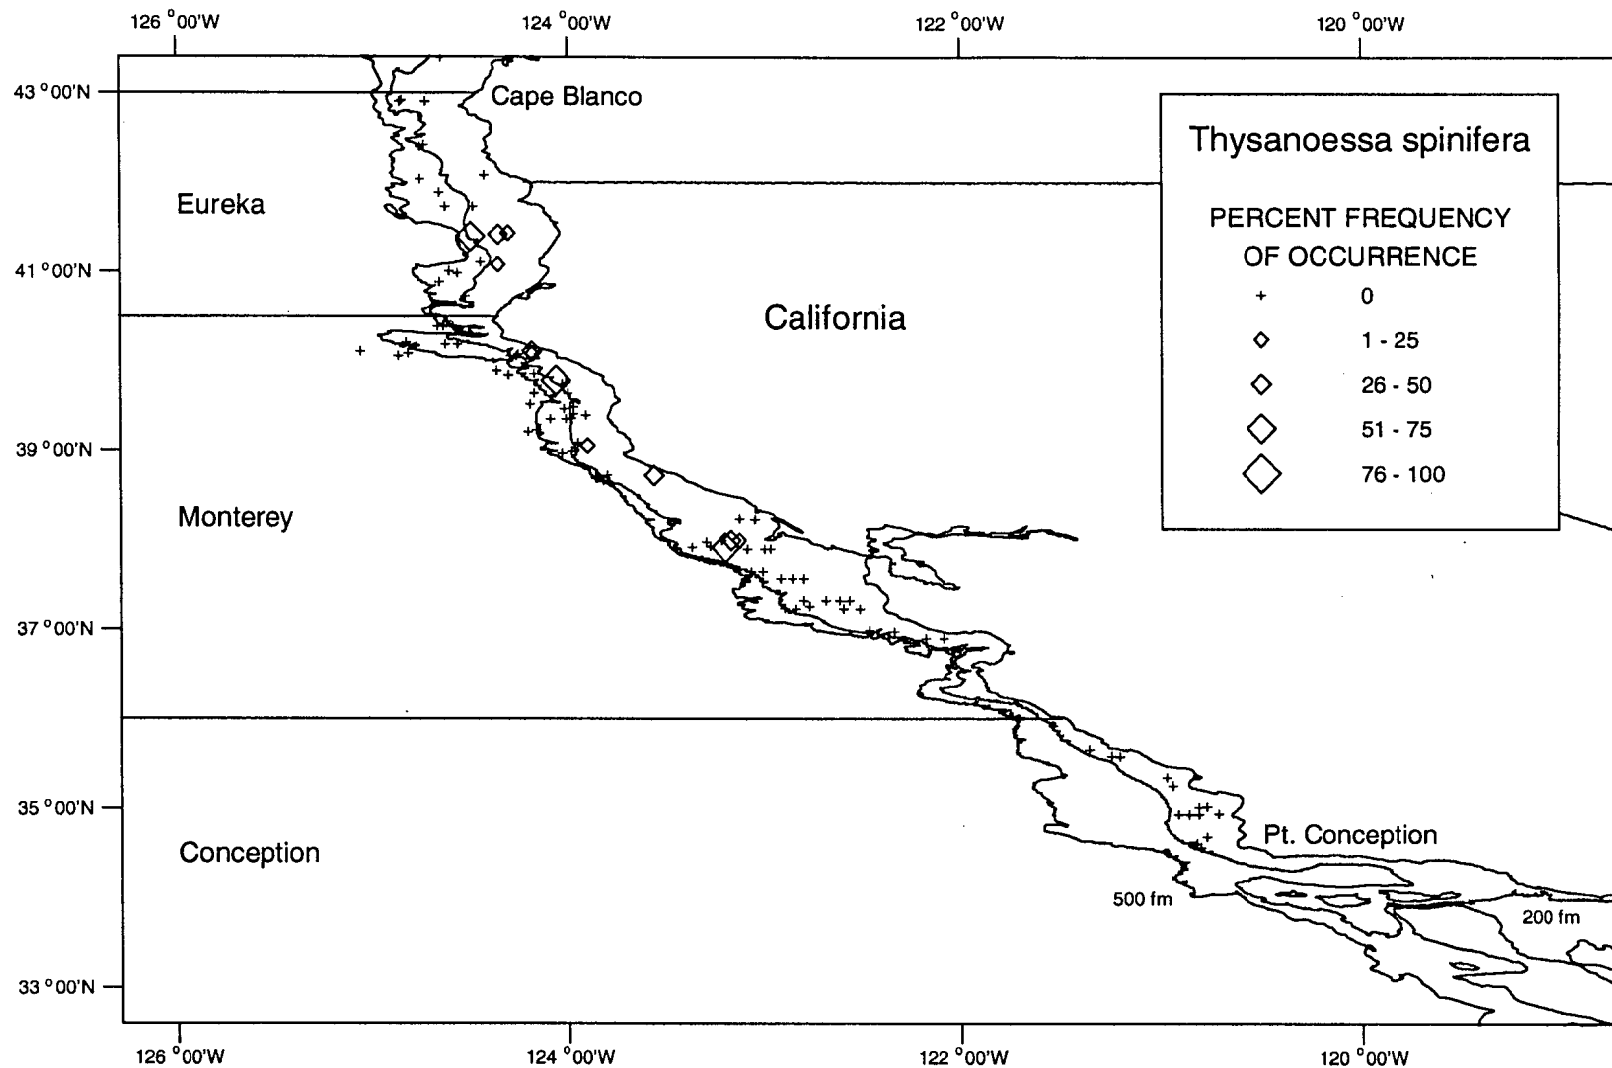 126 °00'W 124 °00'W 122 °00'W 120 °00'W
43 °00'N
Cape Blanco
Thysanoessa spinifera
Eureka
PERCENT FREQUENCY
OF OCCURRENCE
41 °00'N
0
California
1 - 25
26 - 50
39 °00'N
51 - 75
76 - 100
Monterey
37 °00'N
35 °00'N
Pt. Conception
Conception
500 fm
200 fm
33 °00'N
126 °00'W 124 °00'W 122 °00'W 120 °00'W